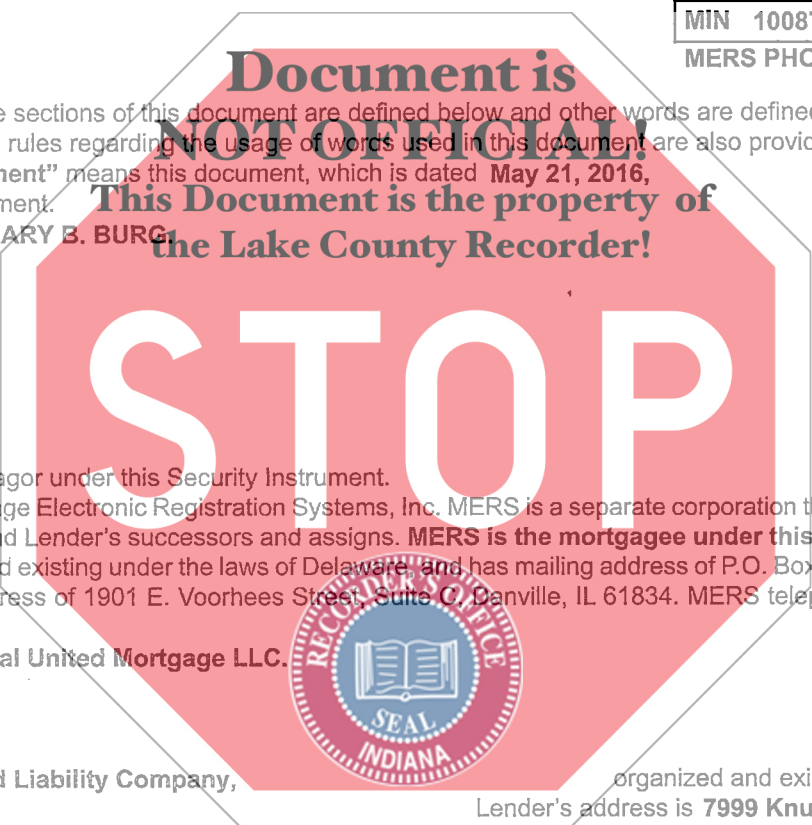 MIN 10087
MERS PHO
Document is
e sections of this document are defined below and other words are define
rules regarding the usage of words used in this document are also provid
NOT OFFICIAL!
nent” means this document, which is dated May 21, 2016,
This Document is the property of
ment.
ARY B. BURG.
the Lake County Recorder!
STOP
agor under this Security Instrument.
ge Electronic Registration Systems, Inc. MERS is a separate corporation t
d Lender's successors and assigns. MERS is the mortgagee under this
d existing under the laws of Delaware, and has mailing address of P.O. Box
ress of 1901 E. Voorhees Street, Suite C, Danville, IL 61834. MERS tele
RECORDER'S OFFICE
al United Mortgage LLC.
SEAL
INDIANA
d Liability Company,
organized and exi
Lender's address is 7999 Knu